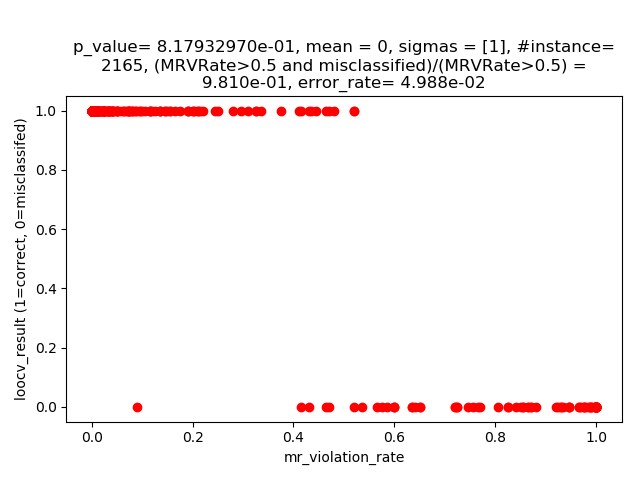 p_value= 8.17932970e-01, mean = 0, sigmas = [1], #instance=
2165, (MRVRate>0.5 and misclassified)/(MRVRate>0.5) =
9.810e-01, error_rate= 4.988e-02
loocv_result (1=correct, 0=misclassifed)
1.0
0.8
0.6
0.4
0.2
0.0
0.0 0.2 0.4 0.6 0.8 1.0
mr_violation_rate